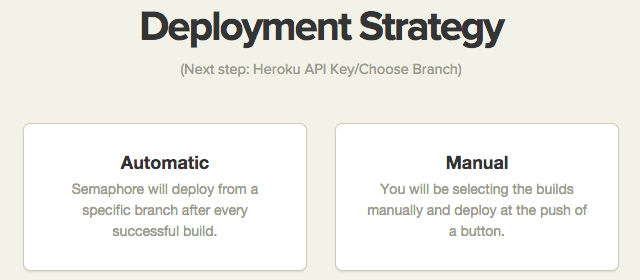 Deployment Strategy
(Next step: Heroku API Key/Choose Branch)
Automatic
Semaphore will deploy from a
specific branch after every
successful build.
Manual
You will be selecting the builds
manually and deploy at the push of
a button.